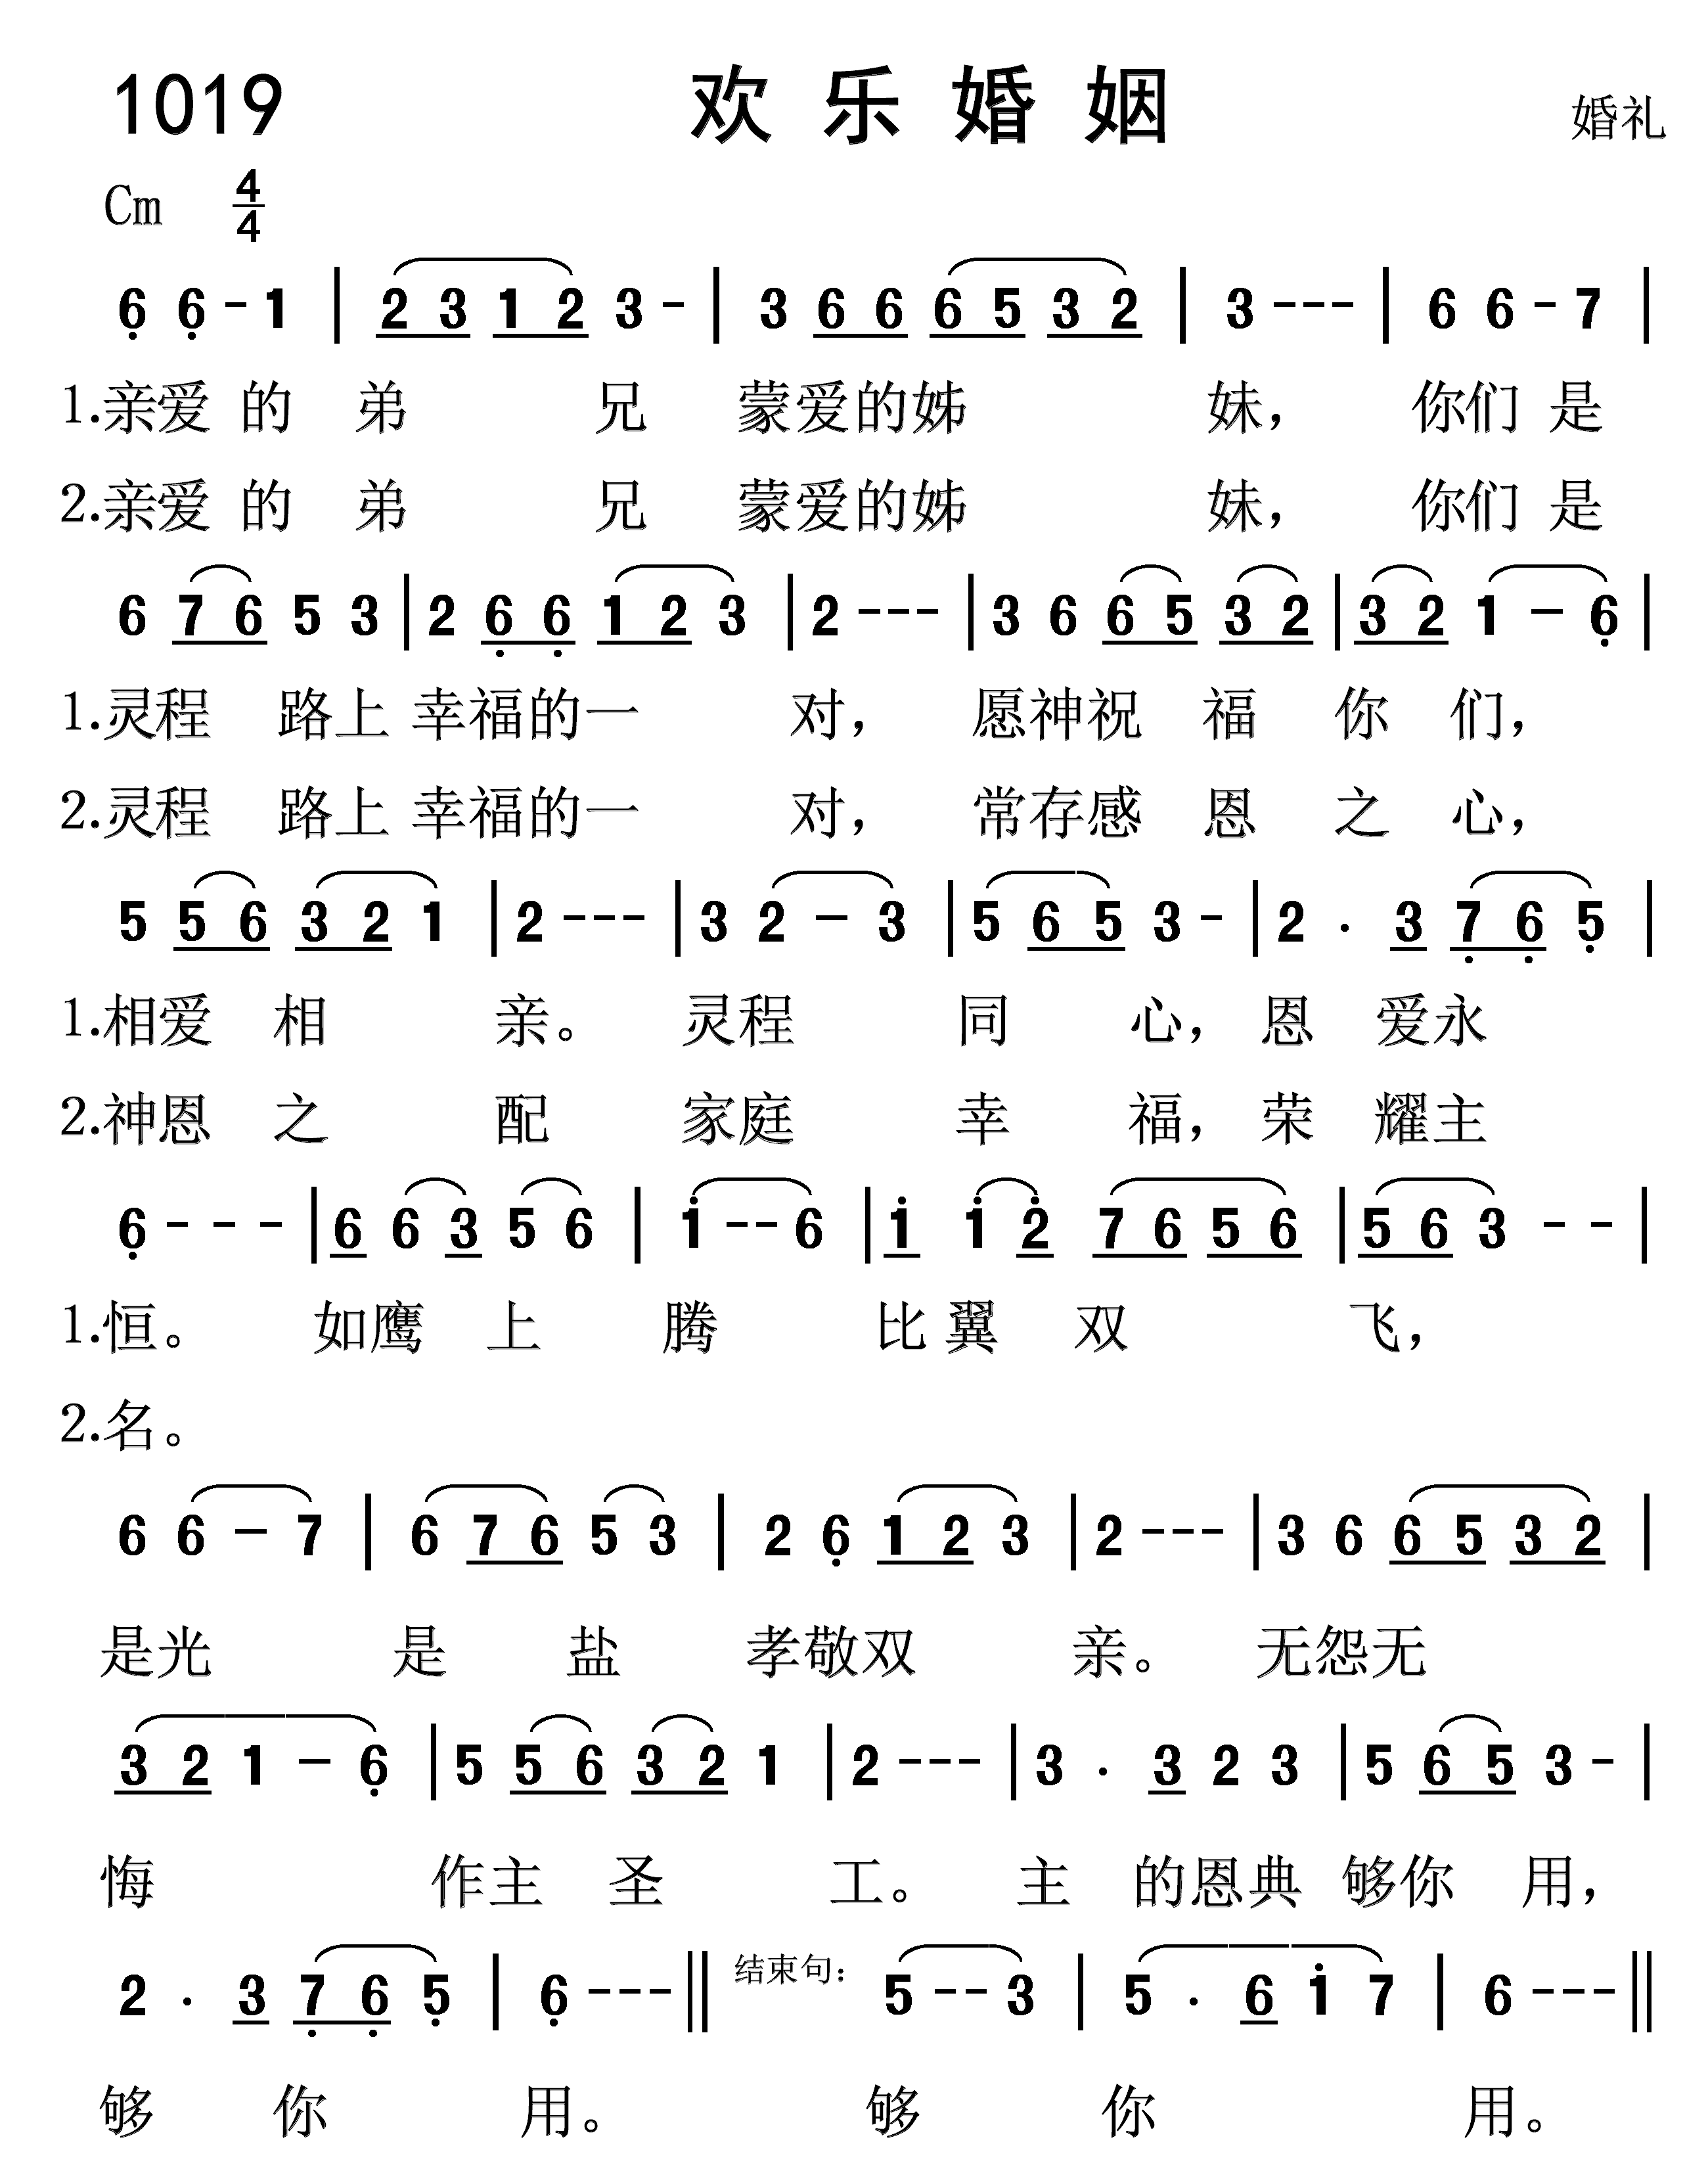 1019 欢乐婚姻 婚礼
Cm 4/4
6̣ 6̣ - 1 | 2 3 1 2 3 - | 3 6 6 6 5 3 2 | 3 - - - | 6 6 - 7 |
1.亲爱 的 弟 兄 蒙爱的姊 妹， 你们 是
2.亲爱 的 弟 兄 蒙爱的姊 妹， 你们 是
6 7 6 5 3 | 2 6̣ 6̣ 1 2 3 | 2 - - - | 3 6 6 5 3 2 | 3 2 1 - 6̣ |
1.灵程 路上 幸福的一 对， 愿神祝 福 你 们，
2.灵程 路上 幸福的一 对， 常存感 恩 之 心，
5 5 6 3 2 1 | 2 - - - | 3 2 - 3 | 5 6 5 3 - | 2 . 3 7̣ 6̣ 5̣ |
1.相爱 相 亲。 灵程 同 心，恩 爱永
2.神恩 之 配 家庭 幸 福，荣 耀主
6̣ - - - | 6 6 3 5 6 | 1̇ - - 6 | 1̇ 1̇ 2̇ 7 6 5 6 | 5 6 3 - - |
1.恒。 如鹰 上 腾 比 翼 双 飞，
2.名。
6 6 - 7 | 6 7 6 5 3 | 2 6̣ 1 2 3 | 2 - - - | 3 6 6 5 3 2 |
是光 是 盐 孝敬双 亲。 无怨无
3 2 1 - 6̣ | 5 5 6 3 2 1 | 2 - - - | 3 . 3 2 3 | 5 6 5 3 - |
悔 作主 圣 工。 主 的恩典 够你 用，
2 . 3 7̣ 6̣ 5̣ | 6̣ - - - || 结束句： 5 - - 3 | 5 . 6 1̇ 7 | 6 - - - ||
够 你 用。 够 你 用。